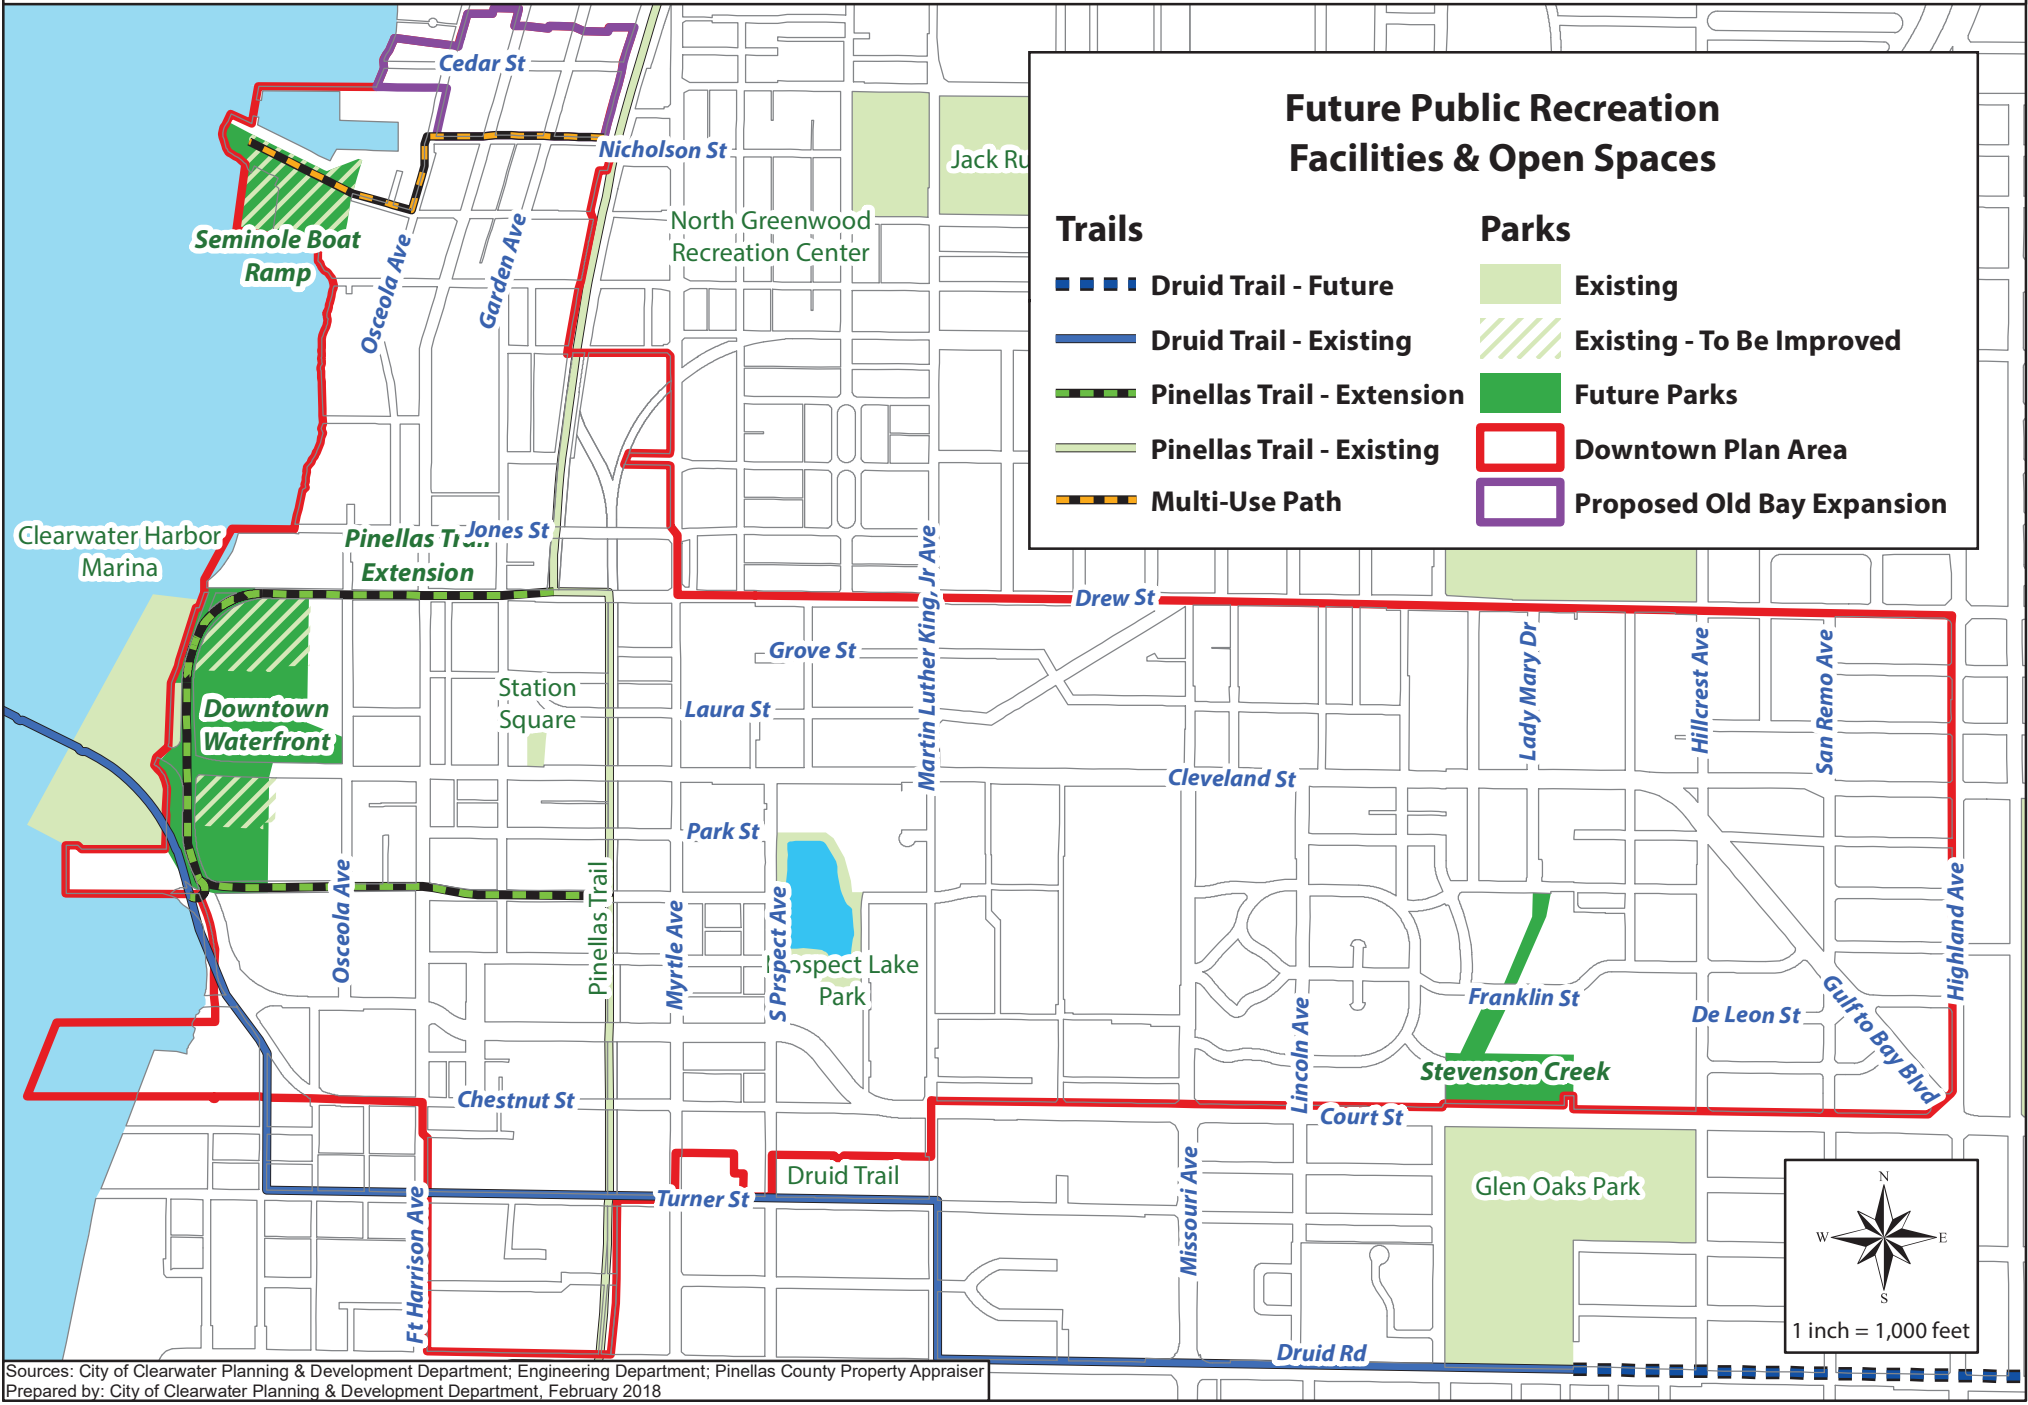 Cedar St
Nicholson St
Seminole Boat
Ramp
Osceola Ave
Garden Ave
North Greenwood
Recreation Center
Jack Ru
Future Public Recreation
Facilities & Open Spaces
Trails
Druid Trail - Future
Druid Trail - Existing
Pinellas Trail - Extension
Pinellas Trail - Existing
Multi-Use Path
Parks
Existing
Existing - To Be Improved
Future Parks
Downtown Plan Area
Proposed Old Bay Expansion
Clearwater Harbor
Marina
Jones St
Pinellas Trail
Extension
Martin Luther King, Jr Ave
Drew St
Grove St
Lady Mary Dr
Hillcrest Ave
San Remo Ave
Station
Square
Laura St
Downtown
Waterfront
Cleveland St
Park St
Osceola Ave
Pinellas Trail
Myrtle Ave
S Prspect Ave
Prospect Lake
Park
Highland Ave
Franklin St
De Leon St
Gulf to Bay Blvd
Lincoln Ave
Stevenson Creek
Chestnut St
Court St
Missouri Ave
Druid Trail
Turner St
Ft Harrison Ave
Glen Oaks Park
N
W
E
S
1 inch = 1,000 feet
Druid Rd
Sources: City of Clearwater Planning & Development Department; Engineering Department; Pinellas County Property Appraiser
Prepared by: City of Clearwater Planning & Development Department, February 2018